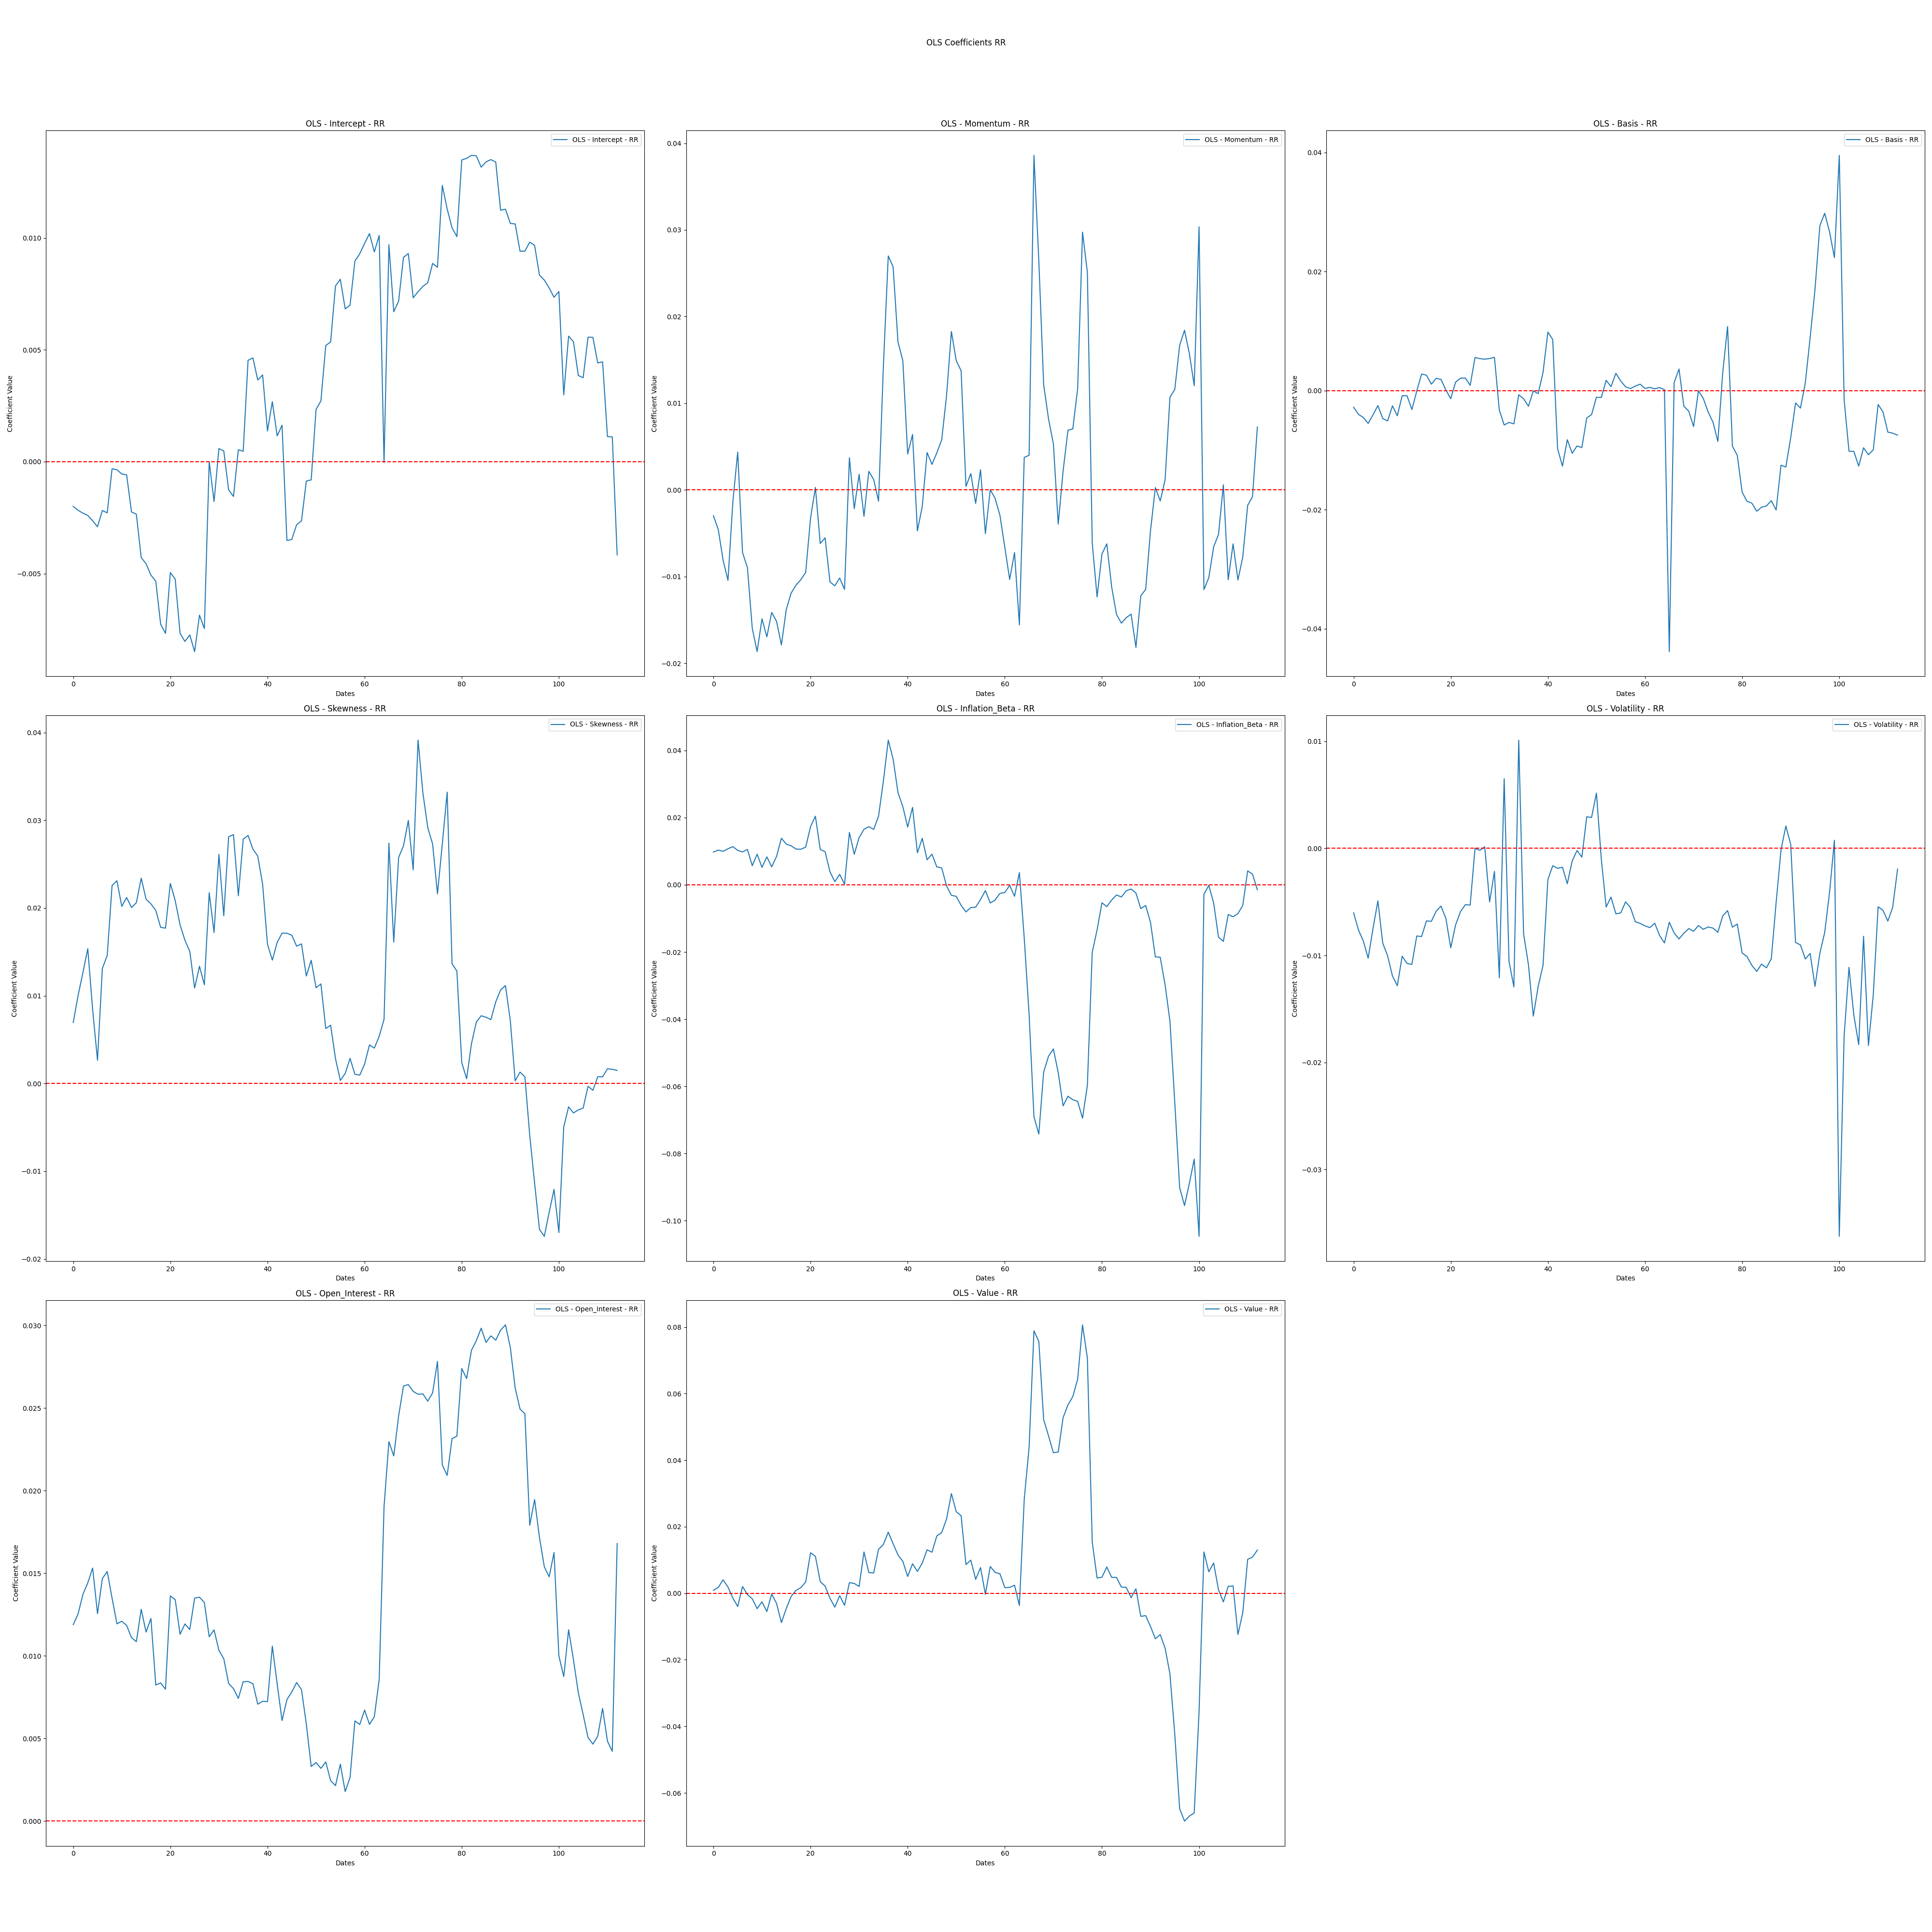 OLS Coefficients RR
OLS - Intercept - RR
OLS - Intercept - RR
Coefficient Value
0.010
0.005
0.000
−0.005
0 20 40 60 80 100
Dates
OLS - Momentum - RR
OLS - Momentum - RR
Coefficient Value
0.04
0.03
0.02
0.01
0.00
−0.01
−0.02
0 20 40 60 80 100
Dates
OLS - Basis - RR
OLS - Basis - RR
Coefficient Value
0.04
0.02
0.00
−0.02
−0.04
0 20 40 60 80 100
Dates
OLS - Skewness - RR
OLS - Skewness - RR
Coefficient Value
0.04
0.03
0.02
0.01
0.00
−0.01
−0.02
0 20 40 60 80 100
Dates
OLS - Inflation_Beta - RR
OLS - Inflation_Beta - RR
Coefficient Value
0.04
0.02
0.00
−0.02
−0.04
−0.06
−0.08
−0.10
0 20 40 60 80 100
Dates
OLS - Volatility - RR
OLS - Volatility - RR
Coefficient Value
0.01
0.00
−0.01
−0.02
−0.03
0 20 40 60 80 100
Dates
OLS - Open_Interest - RR
OLS - Open_Interest - RR
Coefficient Value
0.030
0.025
0.020
0.015
0.010
0.005
0.000
0 20 40 60 80 100
Dates
OLS - Value - RR
OLS - Value - RR
Coefficient Value
0.08
0.06
0.04
0.02
0.00
−0.02
−0.04
−0.06
0 20 40 60 80 100
Dates